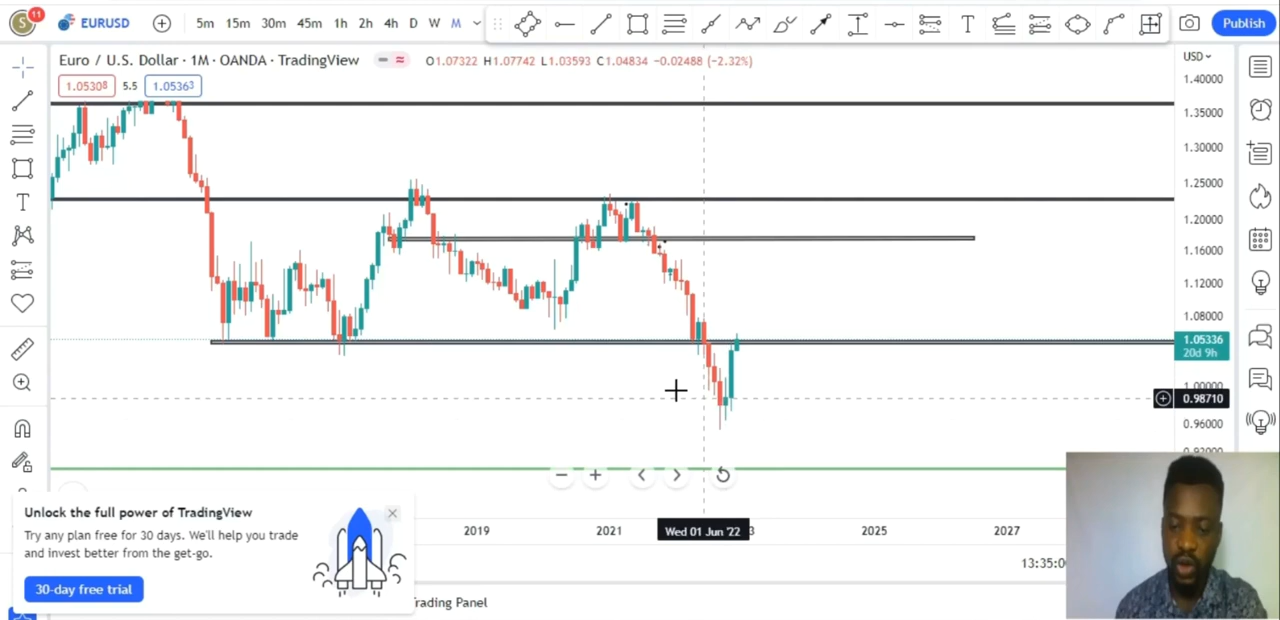 S 11 EURUSD 5m 15m 30m 45m 1h 2h 4h D W M T Publish
Euro / U.S. Dollar · 1M · OANDA · TradingView O1.07322 H1.07742 L1.03593 C1.04834 −0.02488 (−2.32%) USD
1.05308 5.5 1.05363
1.40000
1.35000
1.30000
1.25000
1.20000
1.16000
1.12000
1.08000
1.05336
20d 9h
1.00000
0.98710
0.96000
T
Unlock the full power of TradingView
Try any plan free for 30 days. We'll help you trade
and invest better from the get-go.
30-day free trial
2019 2021 Wed 01 Jun '22 3 2025 2027
13:35:0
rading Panel